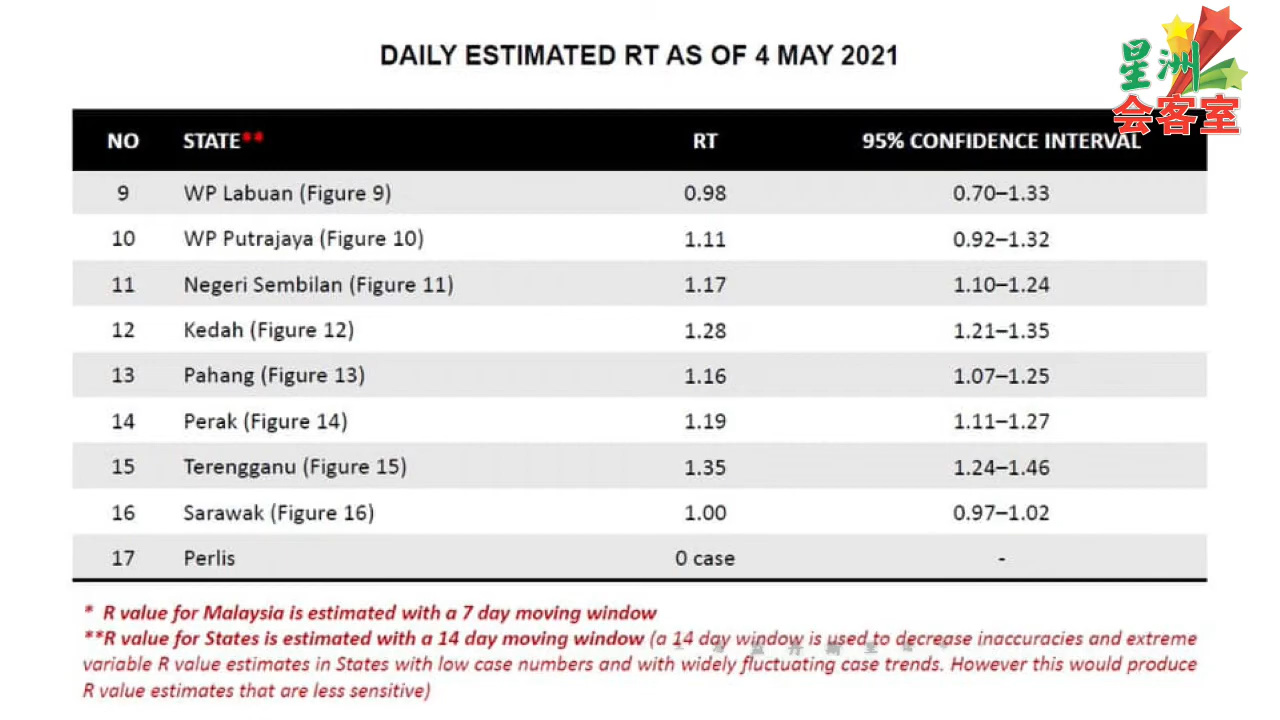 DAILY ESTIMATED RT AS OF 4 MAY 2021
星洲
会客室
NO STATE** RT 95% CONFIDENCE INTERVAL
9 WP Labuan (Figure 9) 0.98 0.70–1.33
10 WP Putrajaya (Figure 10) 1.11 0.92–1.32
11 Negeri Sembilan (Figure 11) 1.17 1.10–1.24
12 Kedah (Figure 12) 1.28 1.21–1.35
13 Pahang (Figure 13) 1.16 1.07–1.25
14 Perak (Figure 14) 1.19 1.11–1.27
15 Terengganu (Figure 15) 1.35 1.24–1.46
16 Sarawak (Figure 16) 1.00 0.97–1.02
17 Perlis 0 case -
* R value for Malaysia is estimated with a 7 day moving window
**R value for States is estimated with a 14 day moving window (a 14 day window is used to decrease inaccuracies and extreme
variable R value estimates in States with low case numbers and with widely fluctuating case trends. However this would produce
R value estimates that are less sensitive)